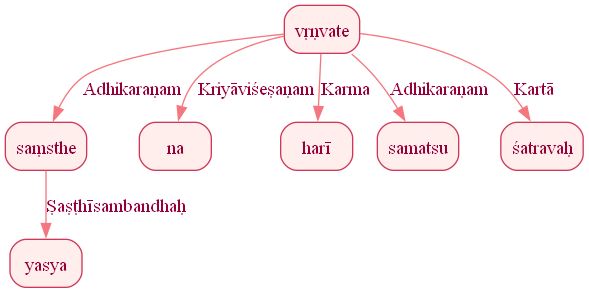 vṛṇvate
Adhikaraṇam Kriyāviśeṣaṇam Karma Adhikaraṇam Kartā
saṃsthe na harī samatsu śatravaḥ
Ṣaṣṭhīsambandhaḥ
yasya